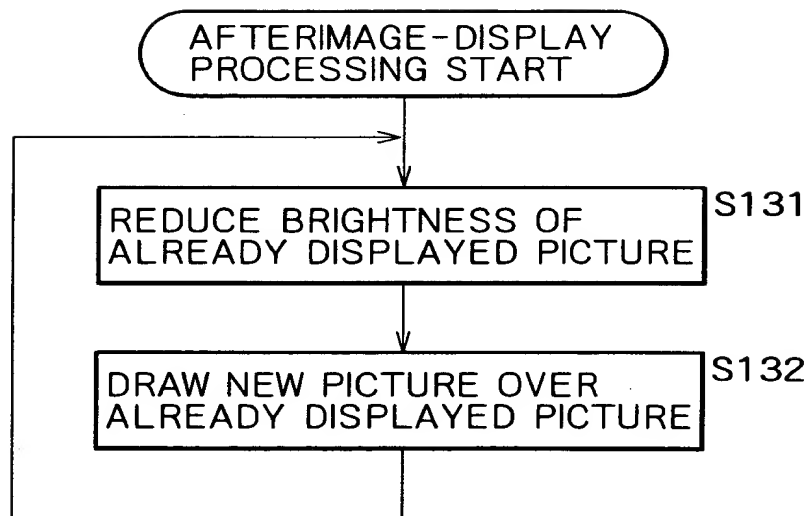 AFTERIMAGE-DISPLAY
PROCESSING START
S131
REDUCE BRIGHTNESS OF
ALREADY DISPLAYED PICTURE
S132
DRAW NEW PICTURE OVER
ALREADY DISPLAYED PICTURE